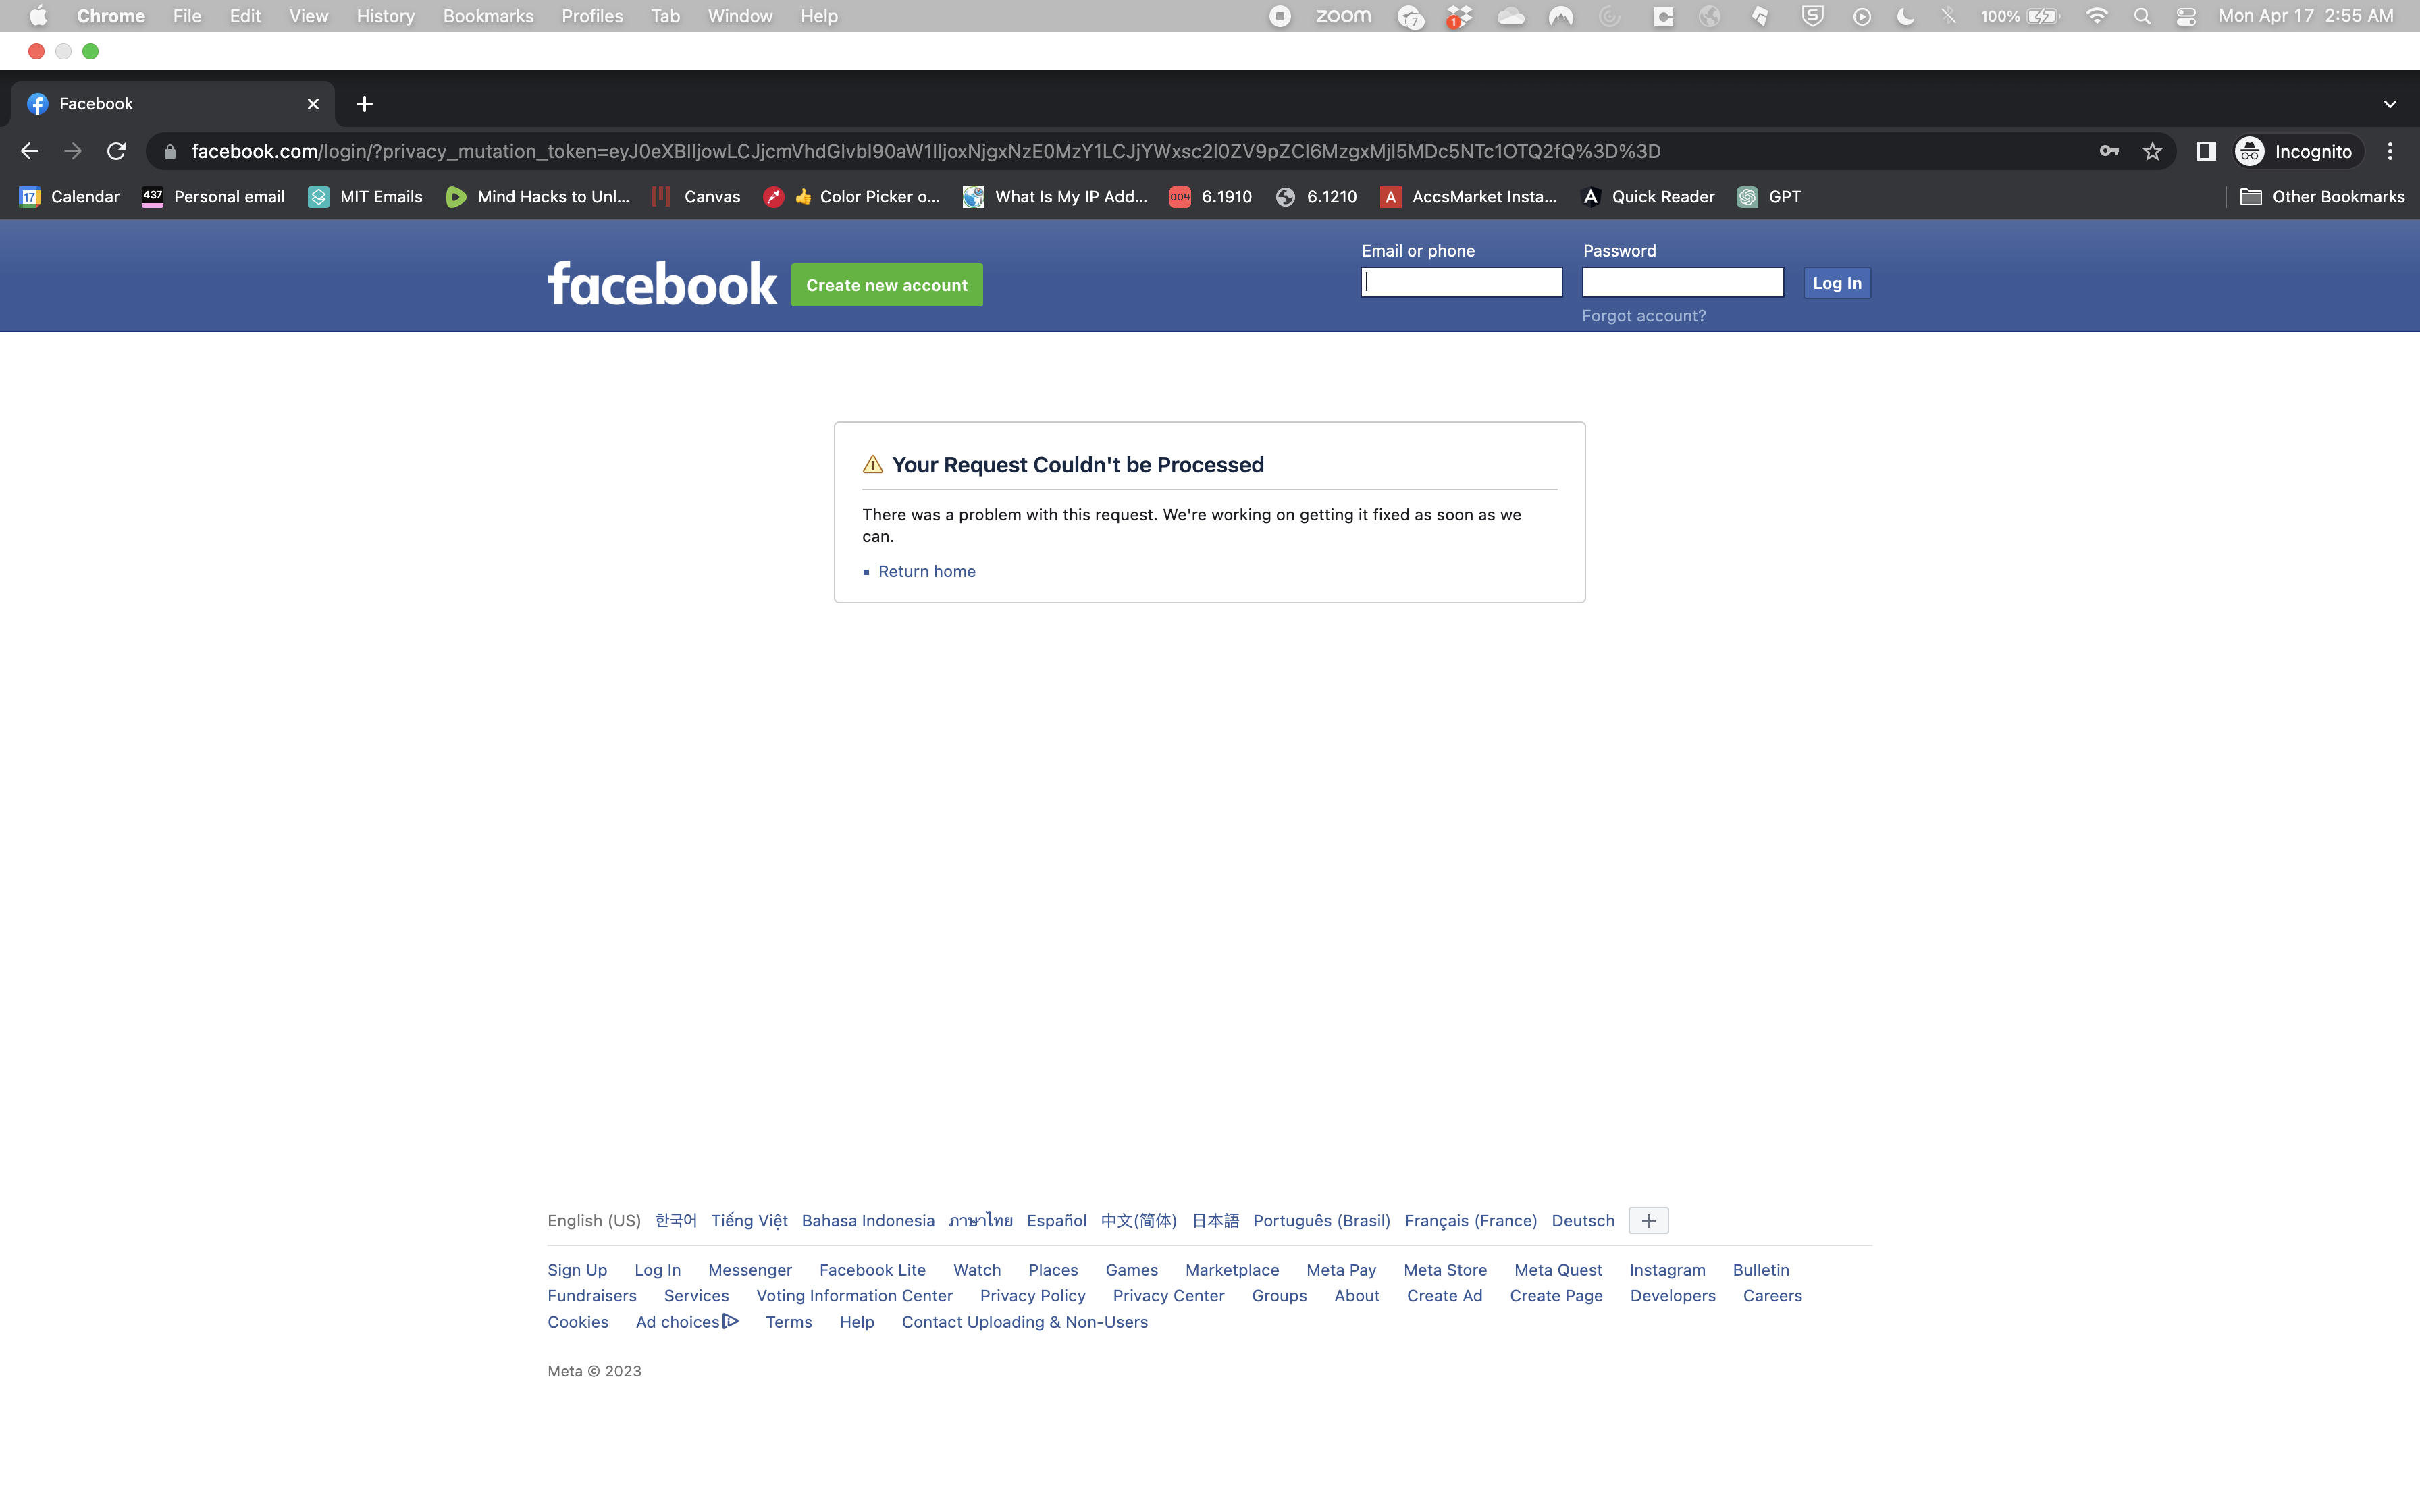 Chrome File Edit View History Bookmarks Profiles Tab Window Help zoom 7 1 100% Mon Apr 17 2:55 AM
Facebook
facebook.com/login/?privacy_mutation_token=eyJ0eXBlIjowLCJjcmVhdGlvbl90aW1lIjoxNjgxNzE0MzY1LCJjYWxsc2l0ZV9pZCI6MzgxMjI5MDc5NTc1OTQ2fQ%3D%3D Incognito
17 Calendar 437 Personal email MIT Emails Mind Hacks to Unl... Canvas 👍 Color Picker o... What Is My IP Add... 004 6.1910 6.1210 A AccsMarket Insta... Quick Reader GPT Other Bookmarks
Email or phone Password
facebook Create new account Log In
Forgot account?
Your Request Couldn't be Processed
There was a problem with this request. We're working on getting it fixed as soon as we
can.
Return home
English (US) 한국어 Tiếng Việt Bahasa Indonesia ภาษาไทย Español 中文(简体) 日本語 Português (Brasil) Français (France) Deutsch
Sign Up Log In Messenger Facebook Lite Watch Places Games Marketplace Meta Pay Meta Store Meta Quest Instagram Bulletin
Fundraisers Services Voting Information Center Privacy Policy Privacy Center Groups About Create Ad Create Page Developers Careers
Cookies Ad choices Terms Help Contact Uploading & Non-Users
Meta © 2023